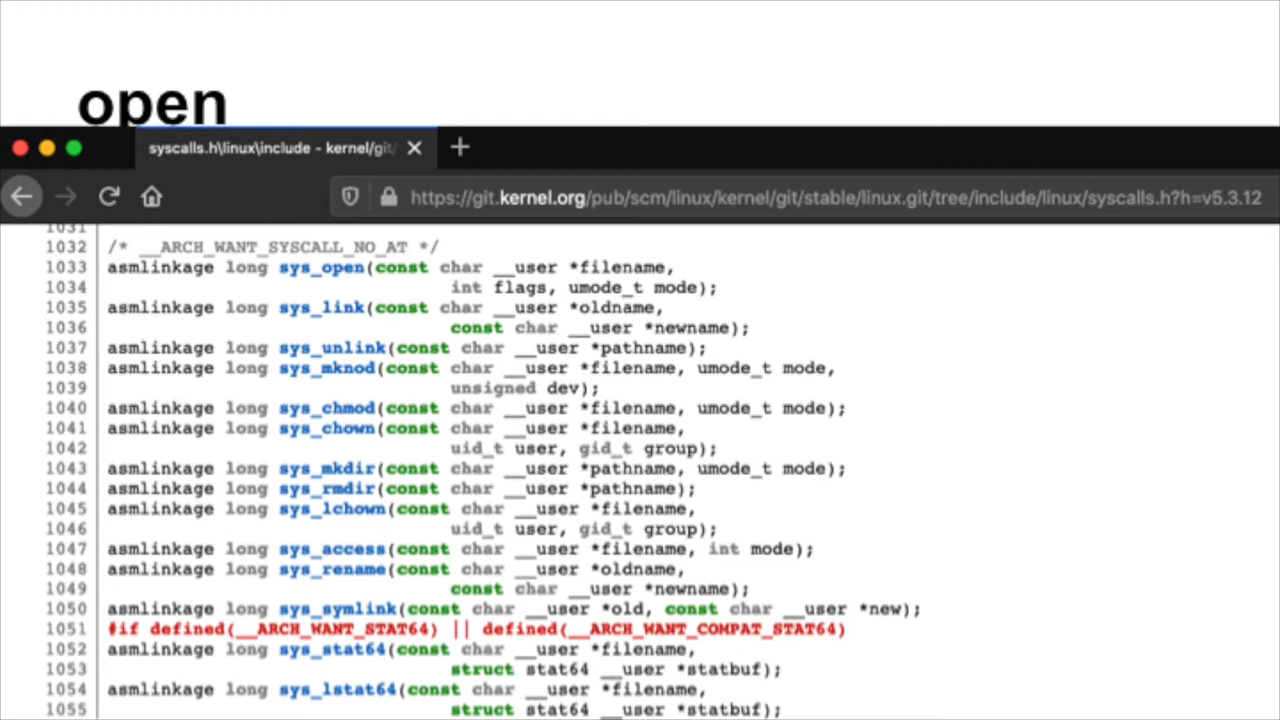 open
syscalls.h\linux\include - kernel/git/
https://git.kernel.org/pub/scm/linux/kernel/git/stable/linux.git/tree/include/linux/syscalls.h?h=v5.3.12
1031
1032 /* __ARCH_WANT_SYSCALL_NO_AT */
1033 asmlinkage long sys_open(const char __user *filename,
1034 int flags, umode_t mode);
1035 asmlinkage long sys_link(const char __user *oldname,
1036 const char __user *newname);
1037 asmlinkage long sys_unlink(const char __user *pathname);
1038 asmlinkage long sys_mknod(const char __user *filename, umode_t mode,
1039 unsigned dev);
1040 asmlinkage long sys_chmod(const char __user *filename, umode_t mode);
1041 asmlinkage long sys_chown(const char __user *filename,
1042 uid_t user, gid_t group);
1043 asmlinkage long sys_mkdir(const char __user *pathname, umode_t mode);
1044 asmlinkage long sys_rmdir(const char __user *pathname);
1045 asmlinkage long sys_lchown(const char __user *filename,
1046 uid_t user, gid_t group);
1047 asmlinkage long sys_access(const char __user *filename, int mode);
1048 asmlinkage long sys_rename(const char __user *oldname,
1049 const char __user *newname);
1050 asmlinkage long sys_symlink(const char __user *old, const char __user *new);
1051 #if defined(__ARCH_WANT_STAT64) || defined(__ARCH_WANT_COMPAT_STAT64)
1052 asmlinkage long sys_stat64(const char __user *filename,
1053 struct stat64 __user *statbuf);
1054 asmlinkage long sys_lstat64(const char __user *filename,
1055 struct stat64 __user *statbuf);